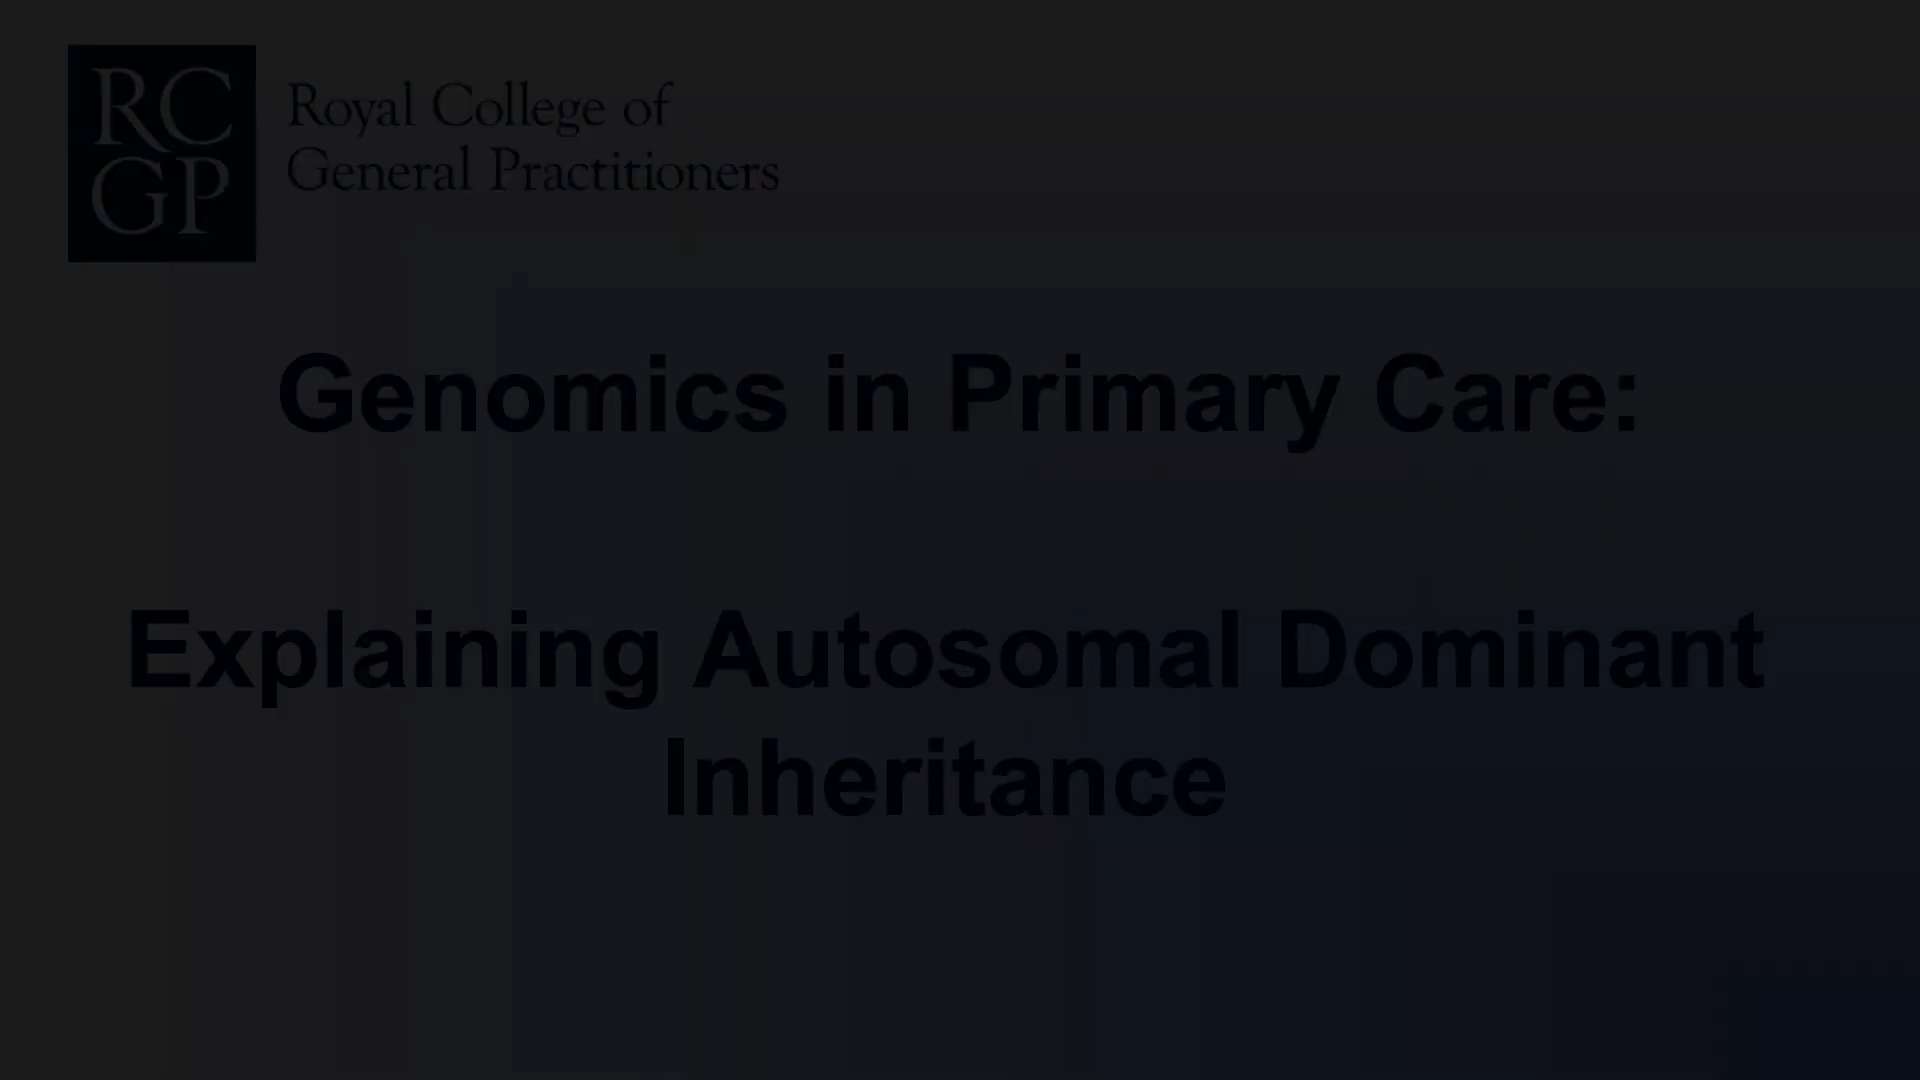 RC
GP
Royal College of
General Practitioners
Genomics in Primary Care:
Explaining Autosomal Dominant
Inheritance